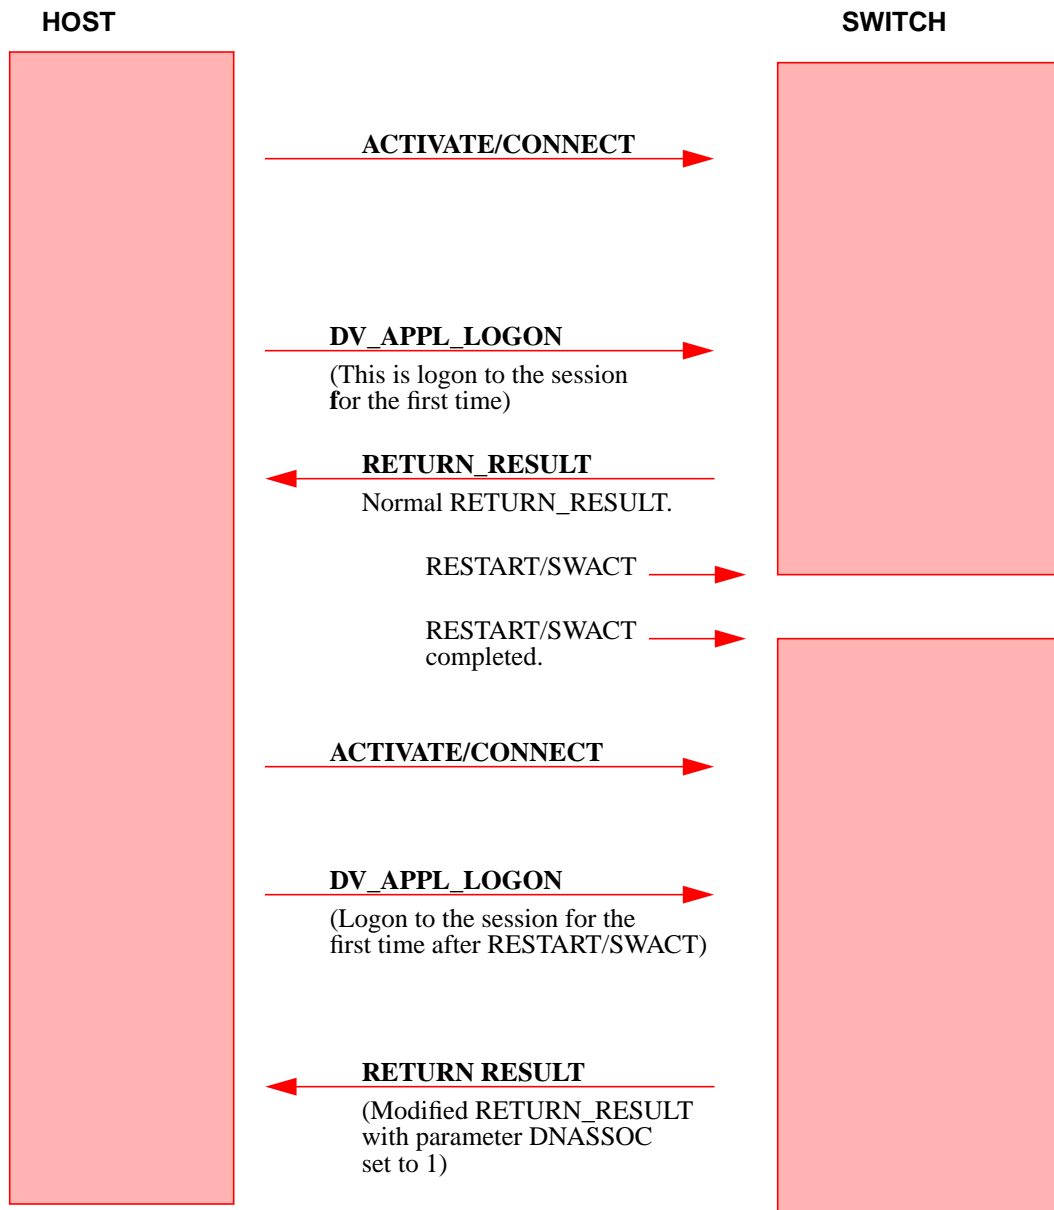 HOST
SWITCH
ACTIVATE/CONNECT
DV_APPL_LOGON
(This is logon to the session
for the first time)
RETURN_RESULT
Normal RETURN_RESULT.
RESTART/SWACT
RESTART/SWACT
completed.
ACTIVATE/CONNECT
DV_APPL_LOGON
(Logon to the session for the
first time after RESTART/SWACT)
RETURN RESULT
(Modified RETURN_RESULT
with parameter DNASSOC
set to 1)